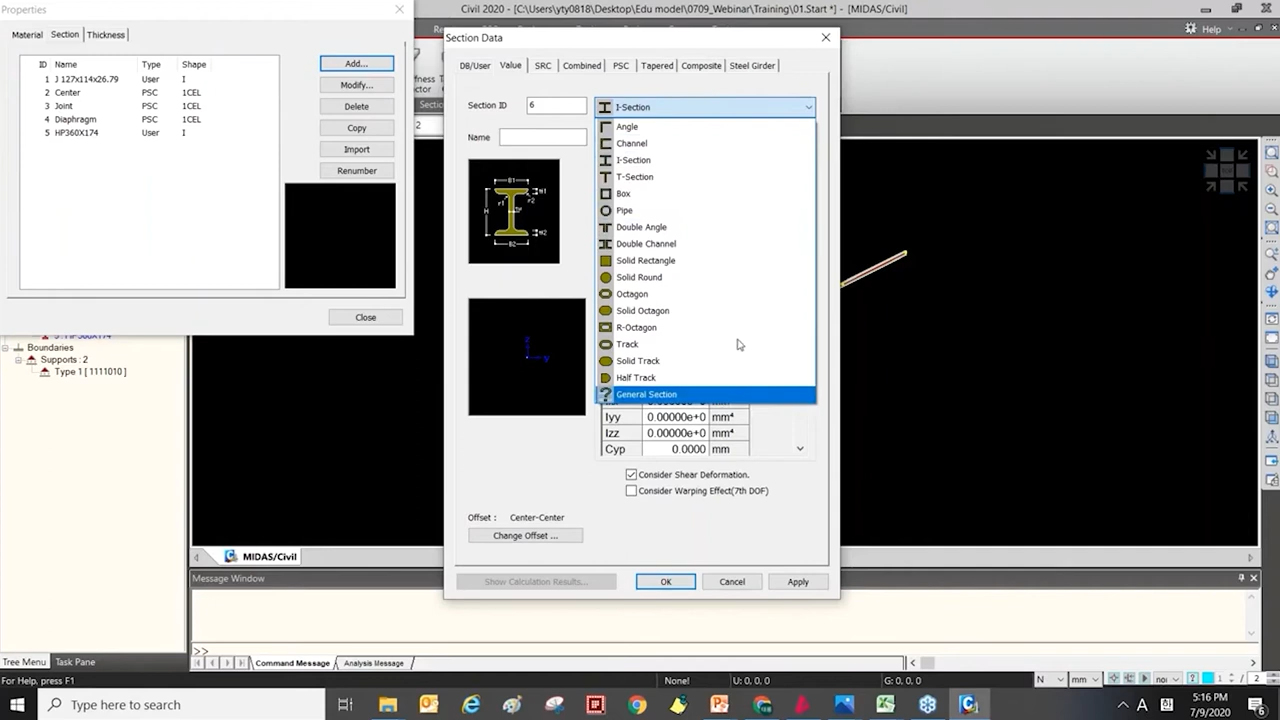 Properties
Civil 2020 - [C:\Users\yty0818\Desktop\Edu model\0709_Webinar\Training\01.Start *] - [MIDAS/Civil]
Help
Material Section Thickness
ID Name Type Shape
1 J 127x114x26.79 User I
2 Center PSC 1CEL
3 Joint PSC 1CEL
4 Diaphragm PSC 1CEL
5 HP360X174 User I
Add...
Modify...
Delete
Copy
Import
Renumber
Close
Section Data
DB/User Value SRC Combined PSC Tapered Composite Steel Girder
Section ID 6 I-Section
Name
Angle
Channel
I-Section
T-Section
Box
Pipe
Double Angle
Double Channel
Solid Rectangle
Solid Round
Octagon
Solid Octagon
R-Octagon
Track
Solid Track
Half Track
General Section
Iyy 0.00000e+0 mm⁴
Izz 0.00000e+0 mm⁴
Cyp 0.0000 mm
B1
H
r1
r2
B2
z
y
Consider Shear Deformation.
Consider Warping Effect(7th DOF)
Offset : Center-Center
Change Offset ...
Show Calculation Results... OK Cancel Apply
5 : HP360X174
Boundaries
Supports : 2
Type 1 [ 1111010 ]
MIDAS/Civil
Message Window
>>
Tree Menu Task Pane
Command Message Analysis Message
For Help, press F1
None! U: 0, 0, 0 G: 0, 0, 0 N mm
Type here to search
5:16 PM
7/9/2020